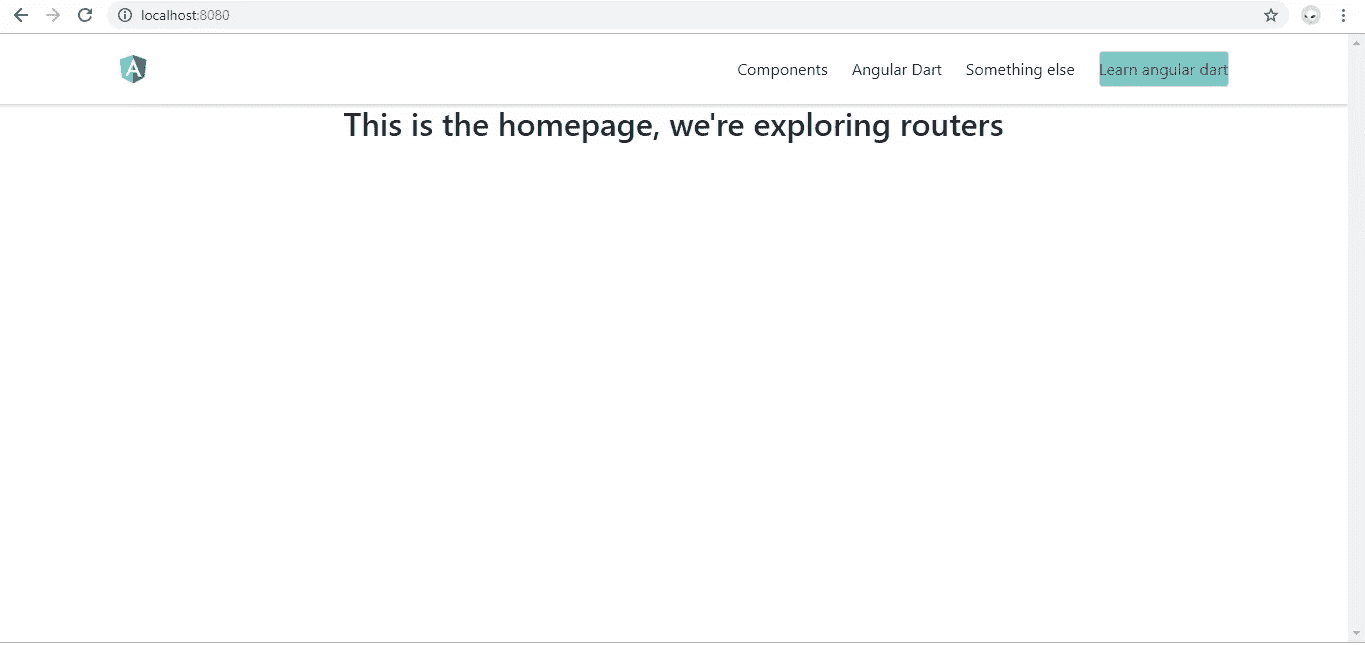 localhost:8080
A
Components Angular Dart Something else Learn angular dart
This is the homepage, we're exploring routers